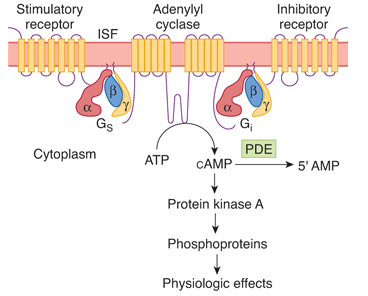 Stimulatory
receptor
ISF
Adenylyl
cyclase
Inhibitory
receptor
α
β
γ
GS
α
β
γ
Gi
Cytoplasm
ATP
cAMP
PDE
5' AMP
Protein kinase A
Phosphoproteins
Physiologic effects